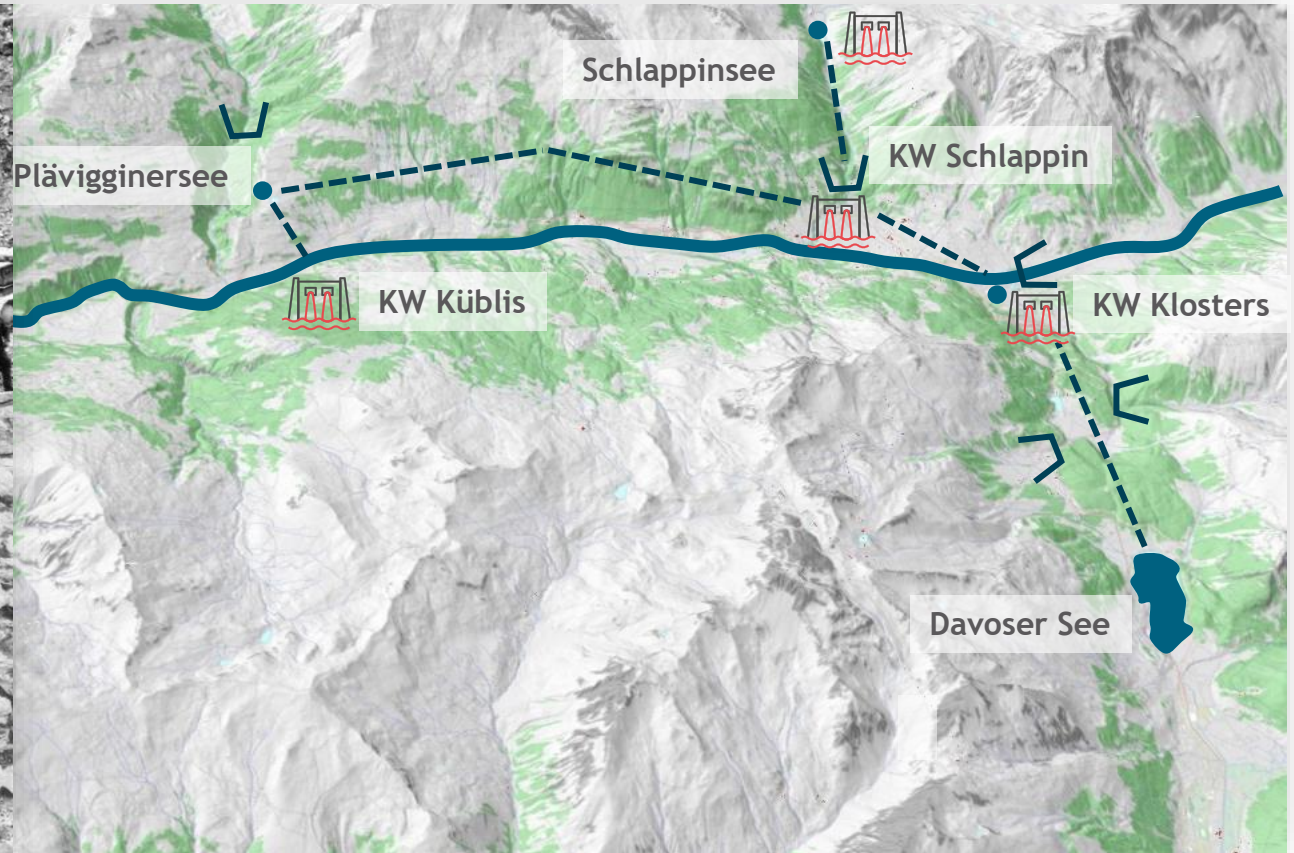 Schlappinsee
KW Schlappin
Plävigginersee
KW Küblis
KW Klosters
Davoser See